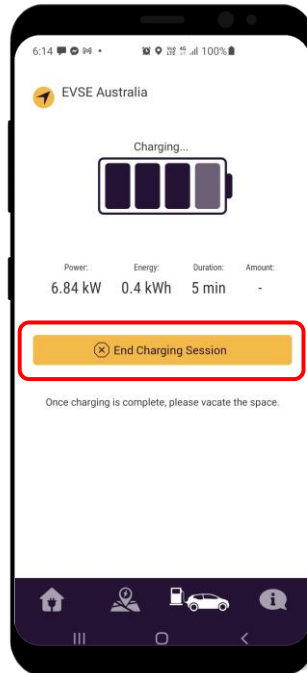 6:14 100%
EVSE Australia
Charging...
Power: Energy: Duration: Amount:
6.84 kW 0.4 kWh 5 min -
End Charging Session
Once charging is complete, please vacate the space.